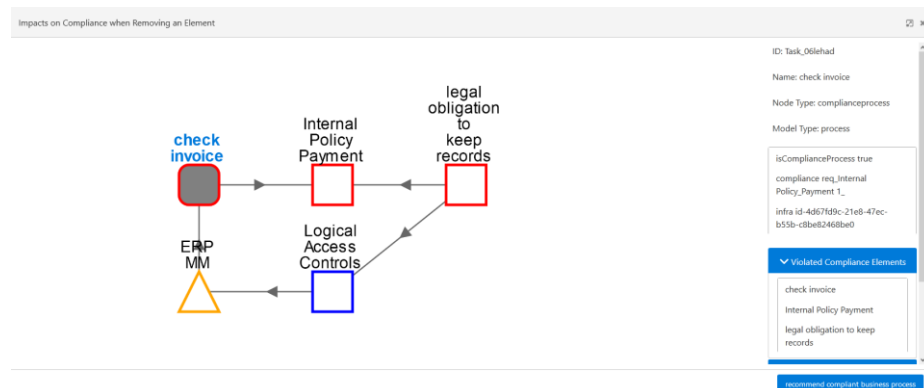 Impacts on Compliance when Removing an Element
check
invoice
Internal
Policy
Payment
legal
obligation
to
keep
records
ERP
MM
Logical
Access
Controls
ID: Task_06lehad
Name: check invoice
Node Type: complianceprocess
Model Type: process
isComplianceProcess true
compliance req_Internal
Policy_Payment 1_
infra id-4d67fd9c-21e8-47ec-
b55b-c8be82468be0
Violated Compliance Elements
check invoice
Internal Policy Payment
legal obligation to keep
records
recommend compliant business process